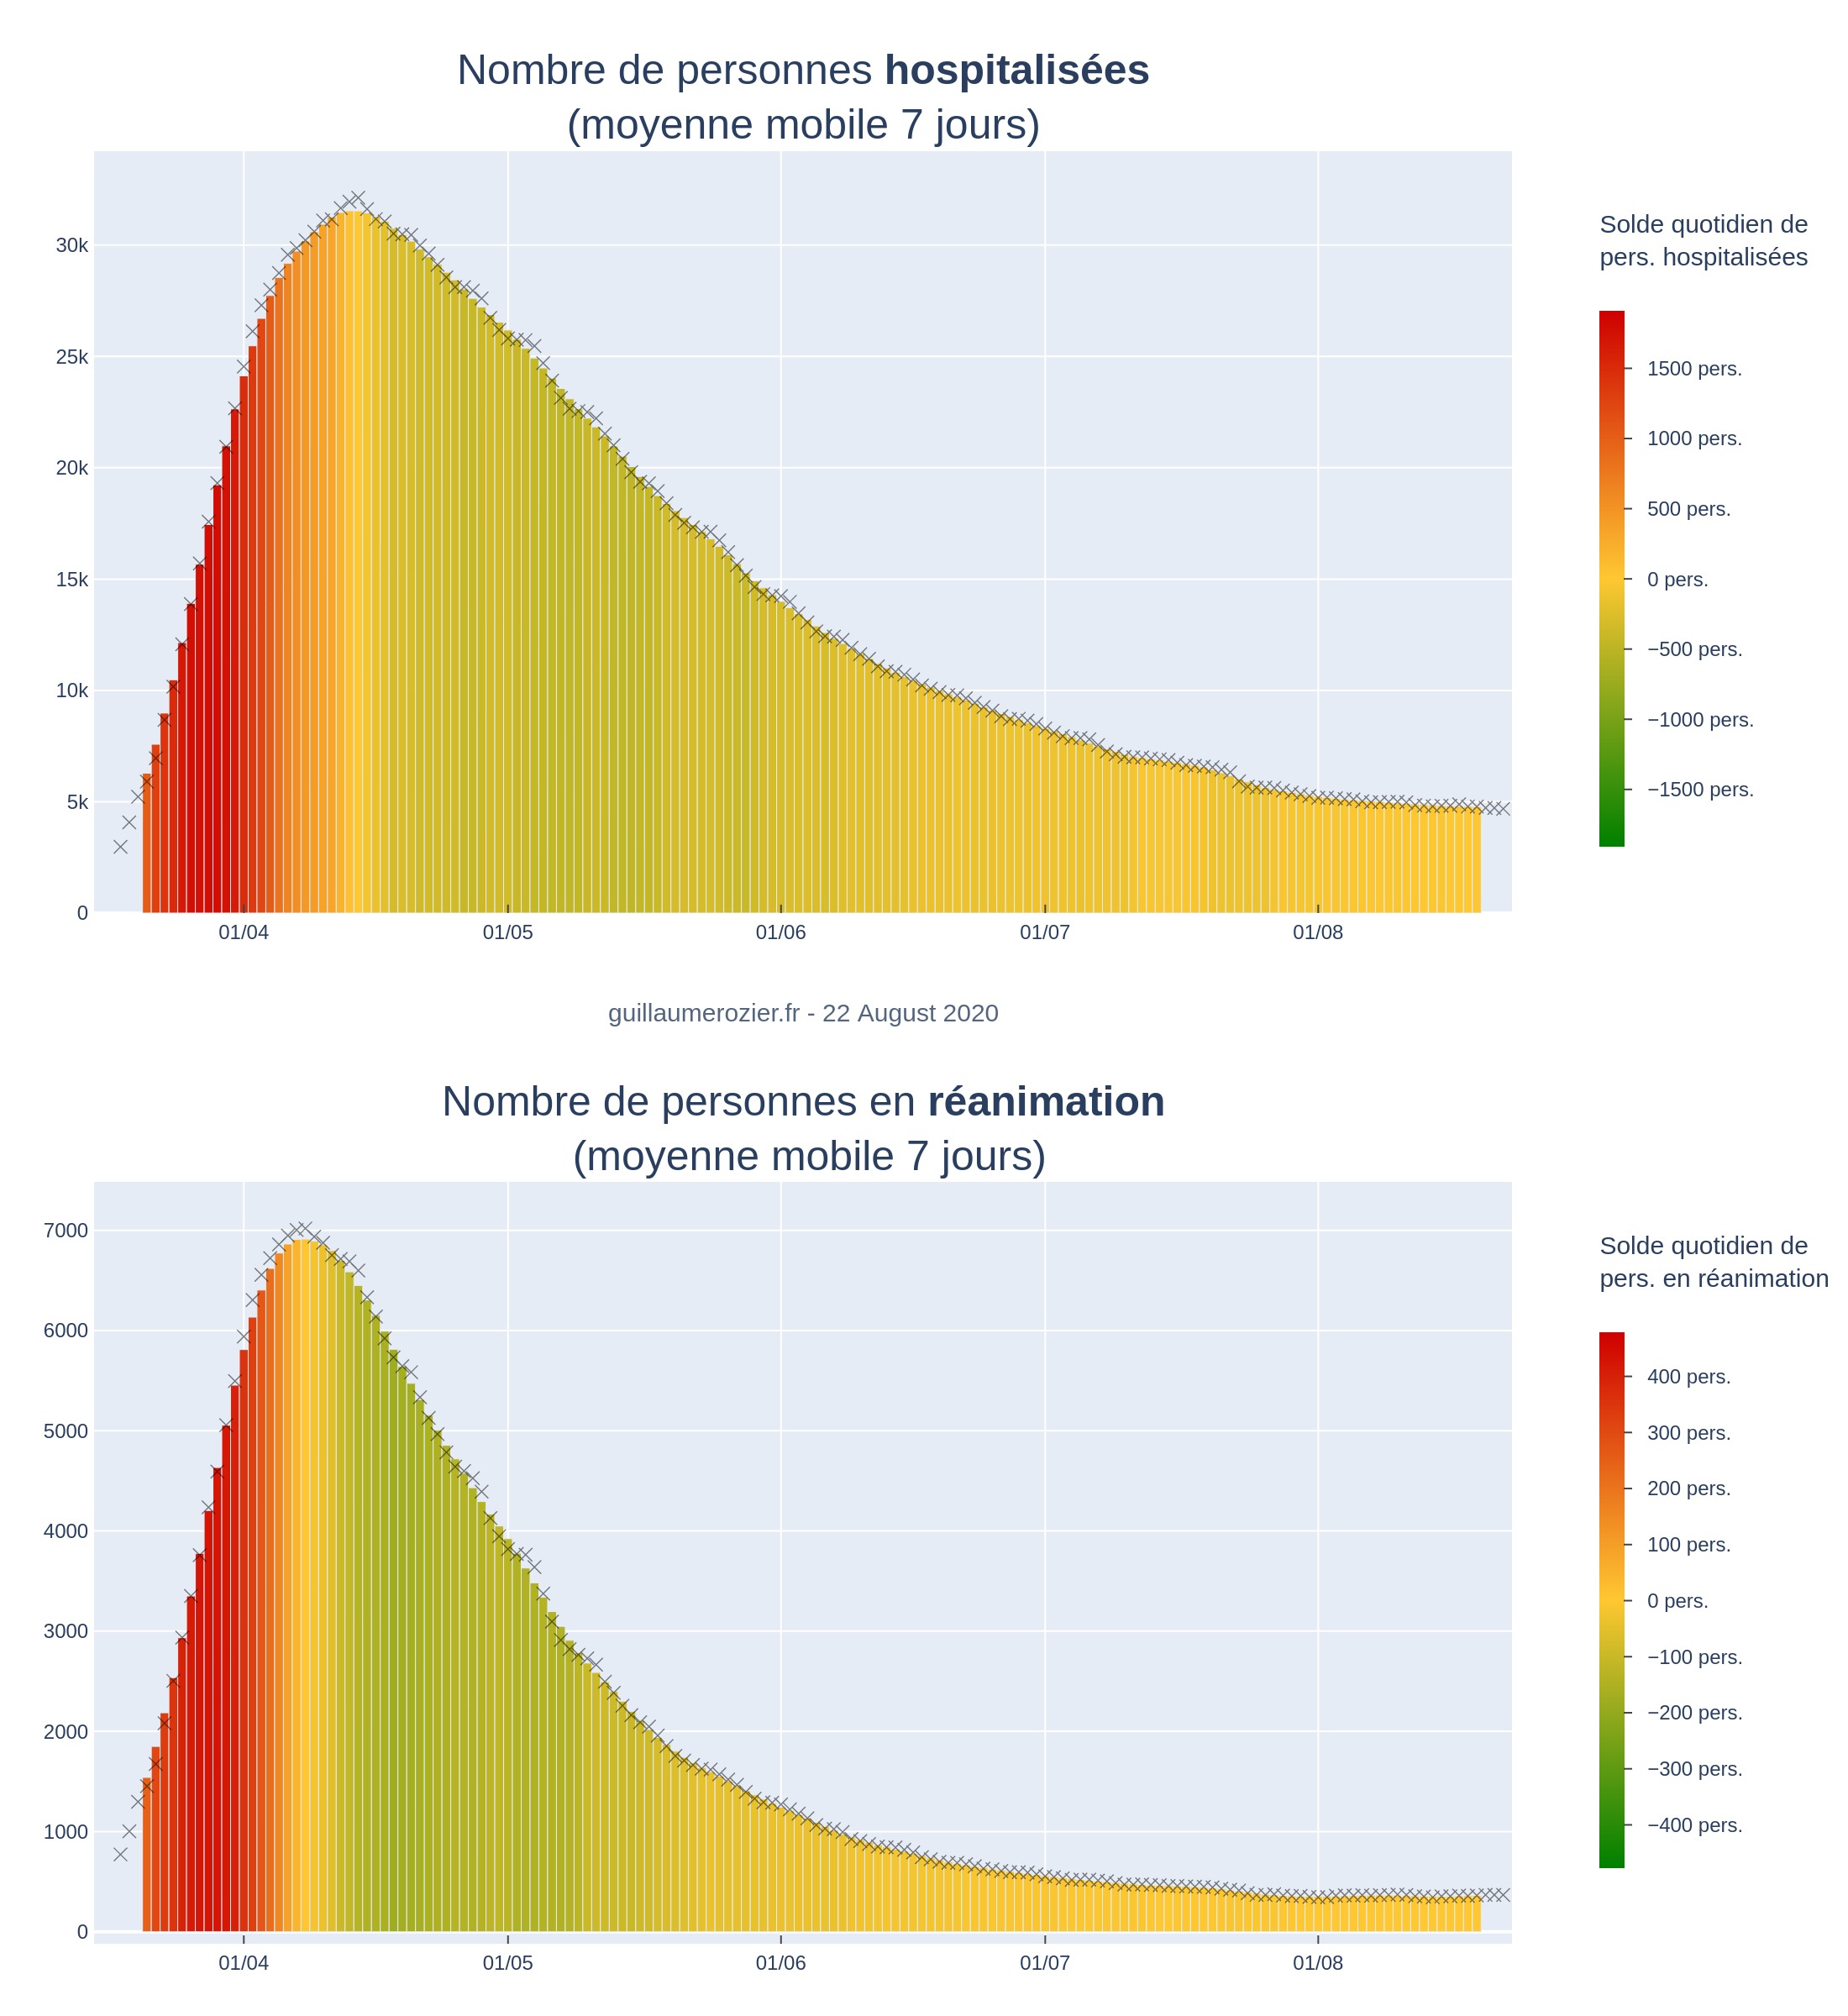 Nombre de personnes hospitalisées
(moyenne mobile 7 jours)
Solde quotidien de
pers. hospitalisées
30k
25k
20k
15k
10k
5k
0
1500 pers.
1000 pers.
500 pers.
0 pers.
−500 pers.
−1000 pers.
−1500 pers.
01/04
01/05
01/06
01/07
01/08
guillaumerozier.fr - 22 August 2020
Nombre de personnes en réanimation
(moyenne mobile 7 jours)
Solde quotidien de
pers. en réanimation
7000
6000
5000
4000
3000
2000
1000
0
400 pers.
300 pers.
200 pers.
100 pers.
0 pers.
−100 pers.
−200 pers.
−300 pers.
−400 pers.
01/04
01/05
01/06
01/07
01/08